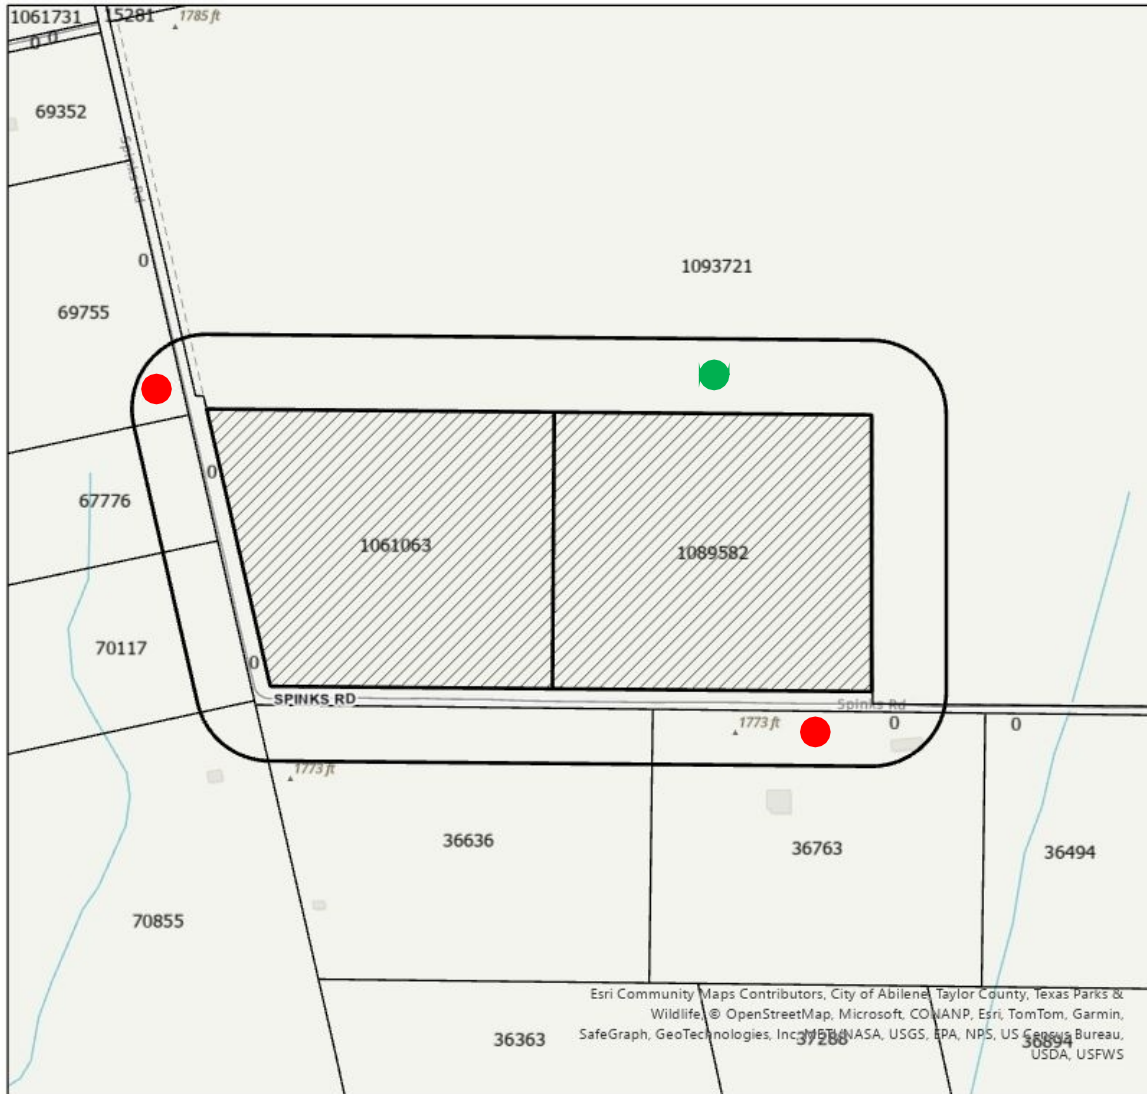 1061731
15281
1785 ft
0
0
69352
Spinks Rd
0
1093721
69755
0
67776
1061063
1089582
70117
0
SPINKS RD
Spinks Rd
1773 ft
0
0
1773 ft
36636
36763
36494
70855
Esri Community Maps Contributors, City of Abilene, Taylor County, Texas Parks &
Wildlife, © OpenStreetMap, Microsoft, CONANP, Esri, TomTom, Garmin,
SafeGraph, GeoTechnologies, Inc, METI/NASA, USGS, EPA, NPS, US Census Bureau,
USDA, USFWS
36363
37288
36894